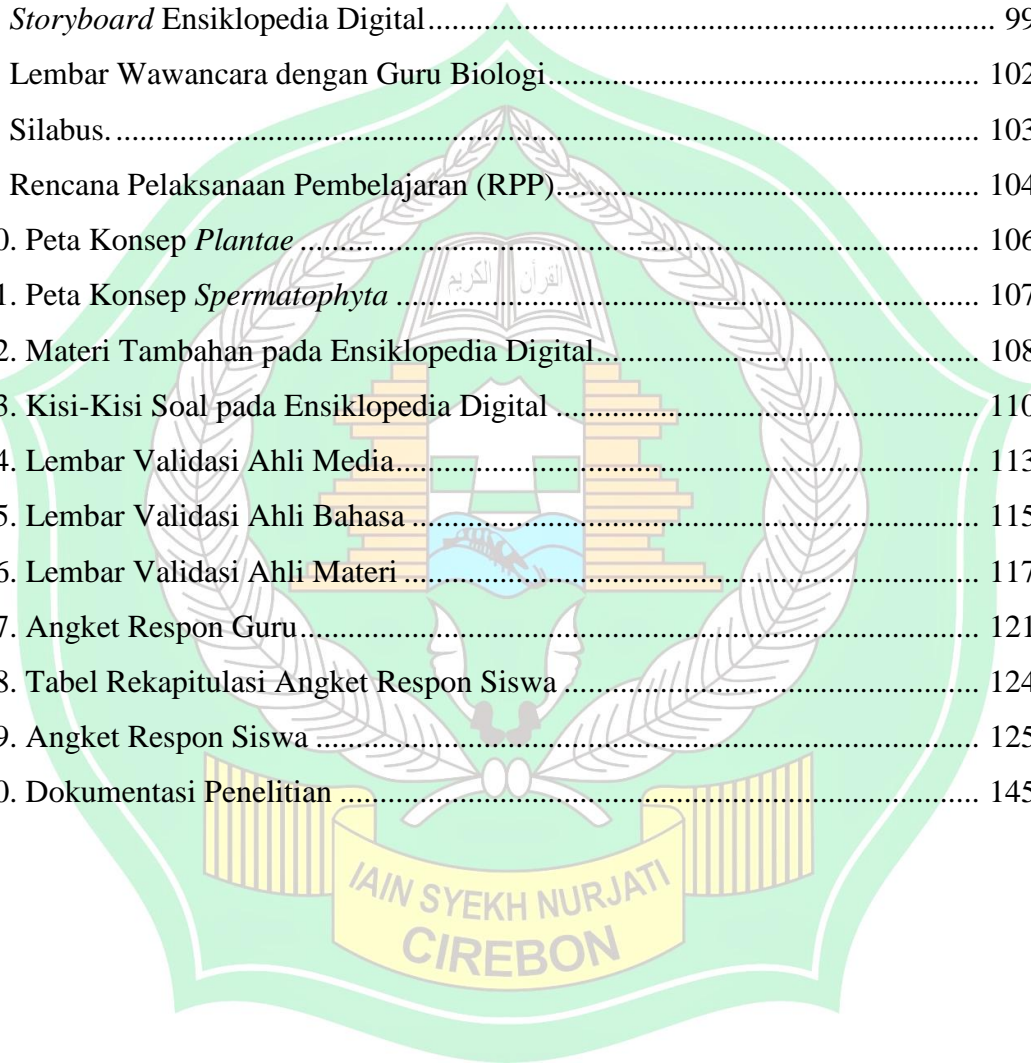 Storyboard Ensiklopedia Digital.......................................................................... 99
Lembar Wawancara dengan Guru Biologi...................................................... 102
Silabus............................................................................................................ 103
Rencana Pelaksanaan Pembelajaran (RPP).................................................... 104
0. Peta Konsep Plantae .................................................................................... 106
1. Peta Konsep Spermatophyta ........................................................................ 107
2. Materi Tambahan pada Ensiklopedia Digital................................................ 108
3. Kisi-Kisi Soal pada Ensiklopedia Digital ..................................................... 110
4. Lembar Validasi Ahli Media......................................................................... 113
5. Lembar Validasi Ahli Bahasa ....................................................................... 115
6. Lembar Validasi Ahli Materi ........................................................................ 117
7. Angket Respon Guru..................................................................................... 121
8. Tabel Rekapitulasi Angket Respon Siswa .................................................... 124
9. Angket Respon Siswa ................................................................................... 125
0. Dokumentasi Penelitian ................................................................................ 145
القرآن الكريم
IAIN SYEKH NURJATI
CIREBON